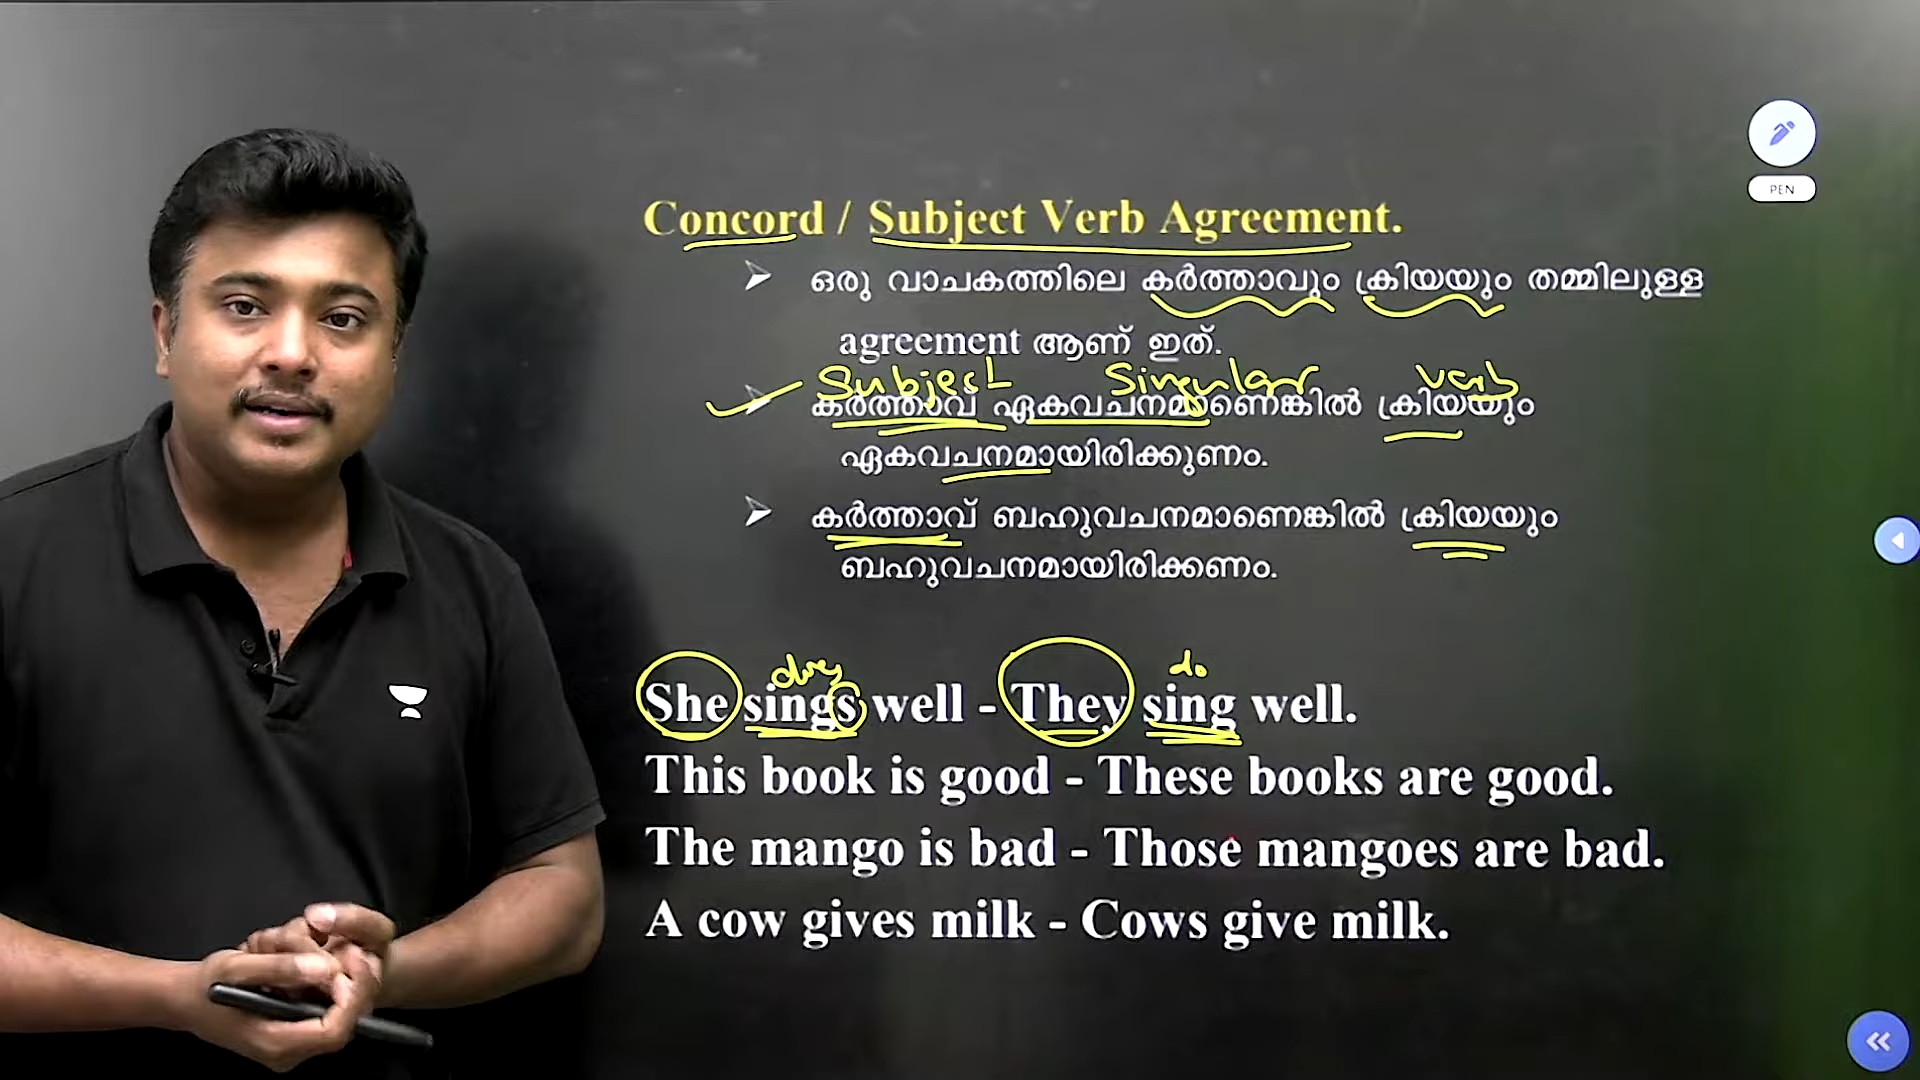 PEN
Concord / Subject Verb Agreement.
ഒരു വാചകത്തിലെ കർത്താവും ക്രിയയും തമ്മിലുള്ള
agreement ആണ് ഇത്.
Subject Singular verb
കർത്താവ് ഏകവചനമാണെങ്കിൽ ക്രിയയും
ഏകവചനമായിരിക്കുണം.
കർത്താവ് ബഹുവചനമാണെങ്കിൽ ക്രിയയും
ബഹുവചനമായിരിക്കണം.
do
She sings well - They sing well.
This book is good - These books are good.
The mango is bad - Those mangoes are bad.
A cow gives milk - Cows give milk.